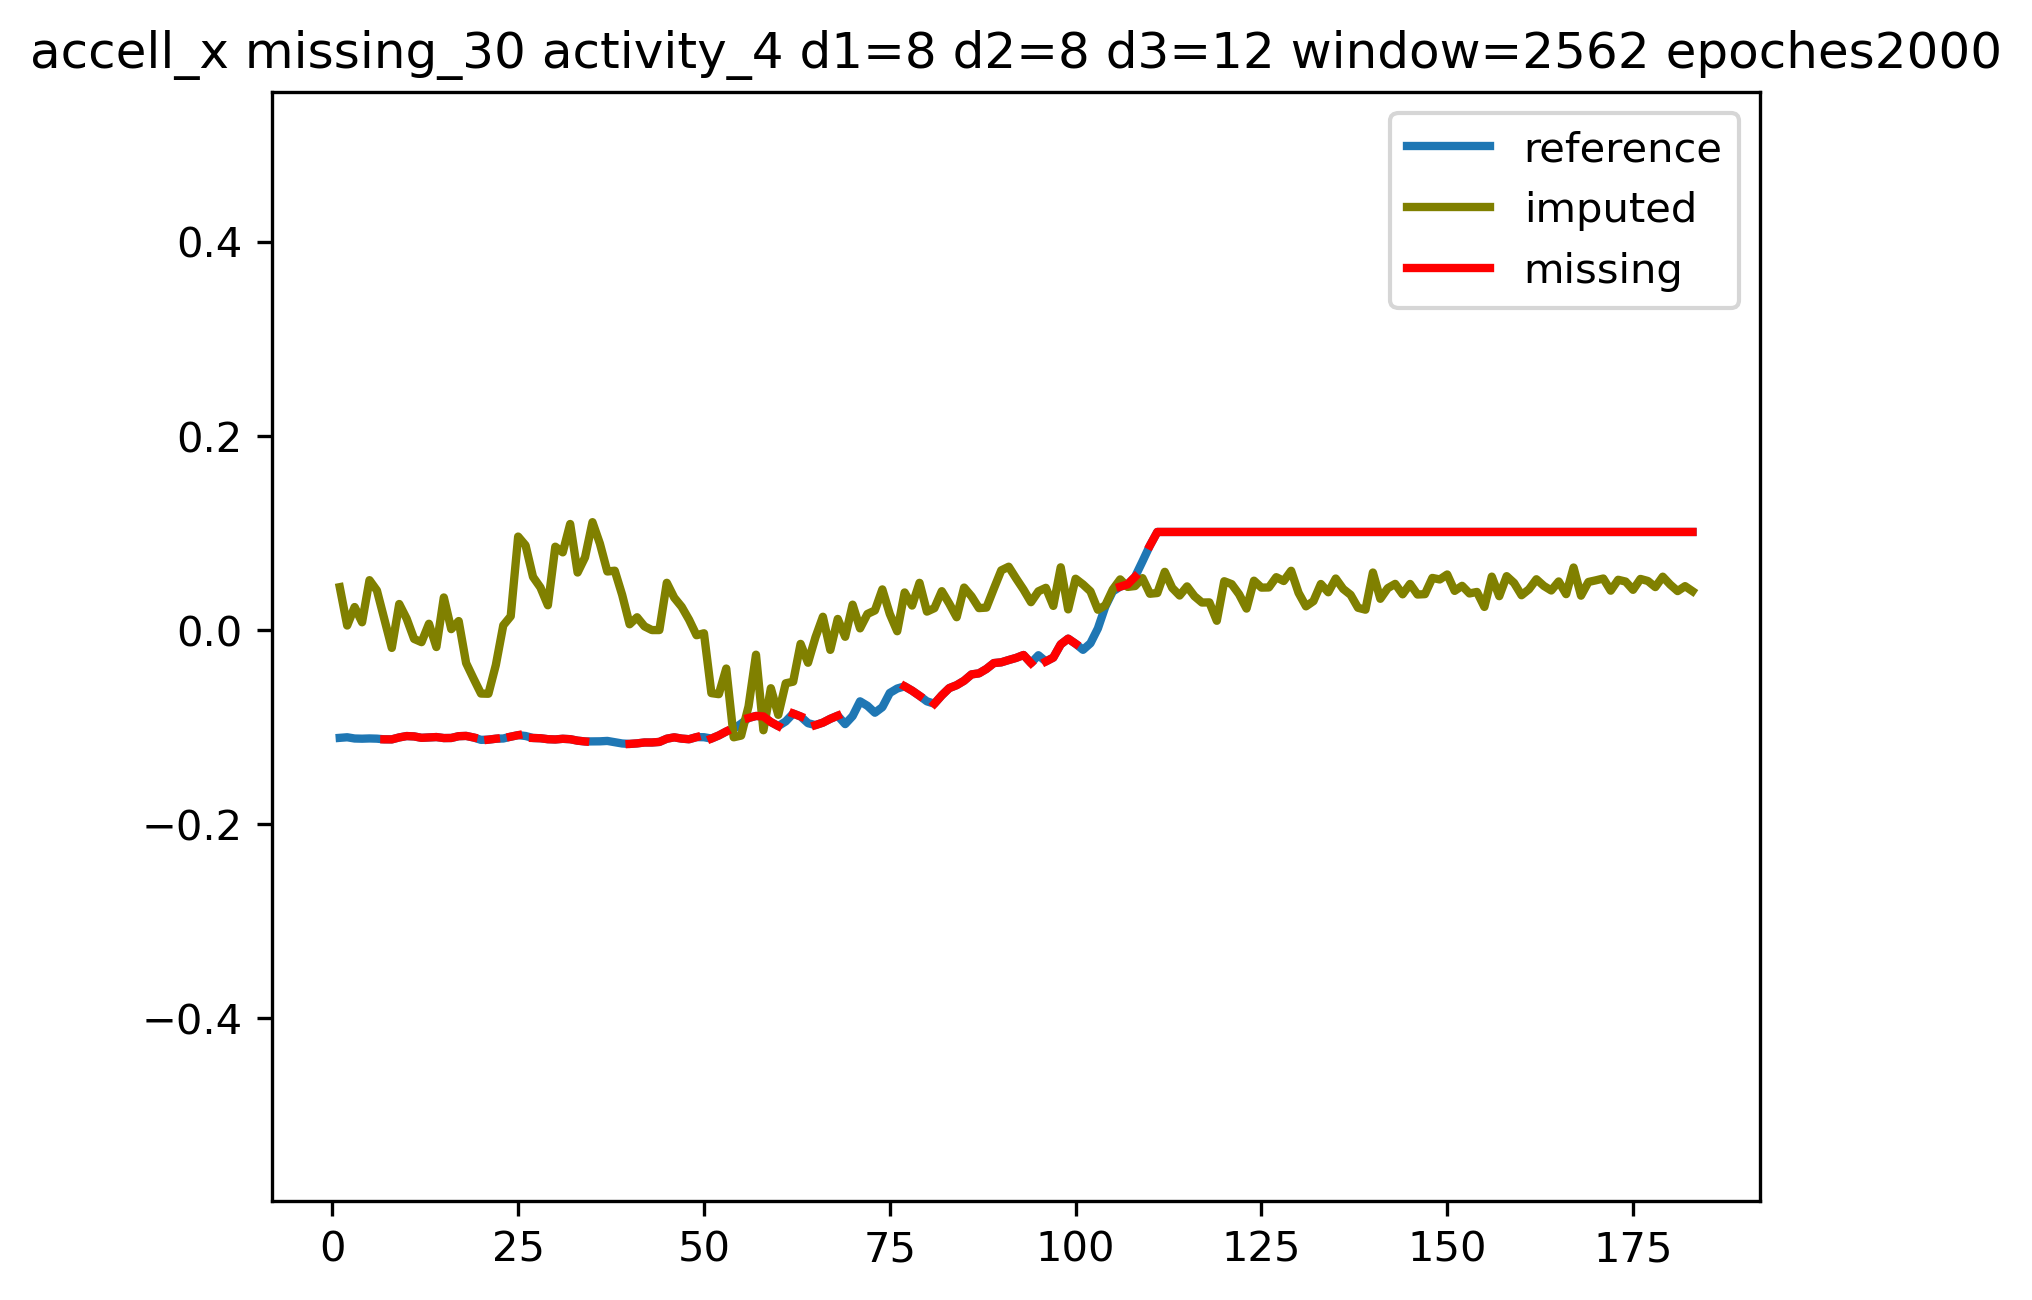 accell_x missing_30 activity_4 d1=8 d2=8 d3=12 window=2562 epoches2000
reference
imputed
missing
0.4
0.2
0.0
−0.2
−0.4
0 25 50 75 100 125 150 175